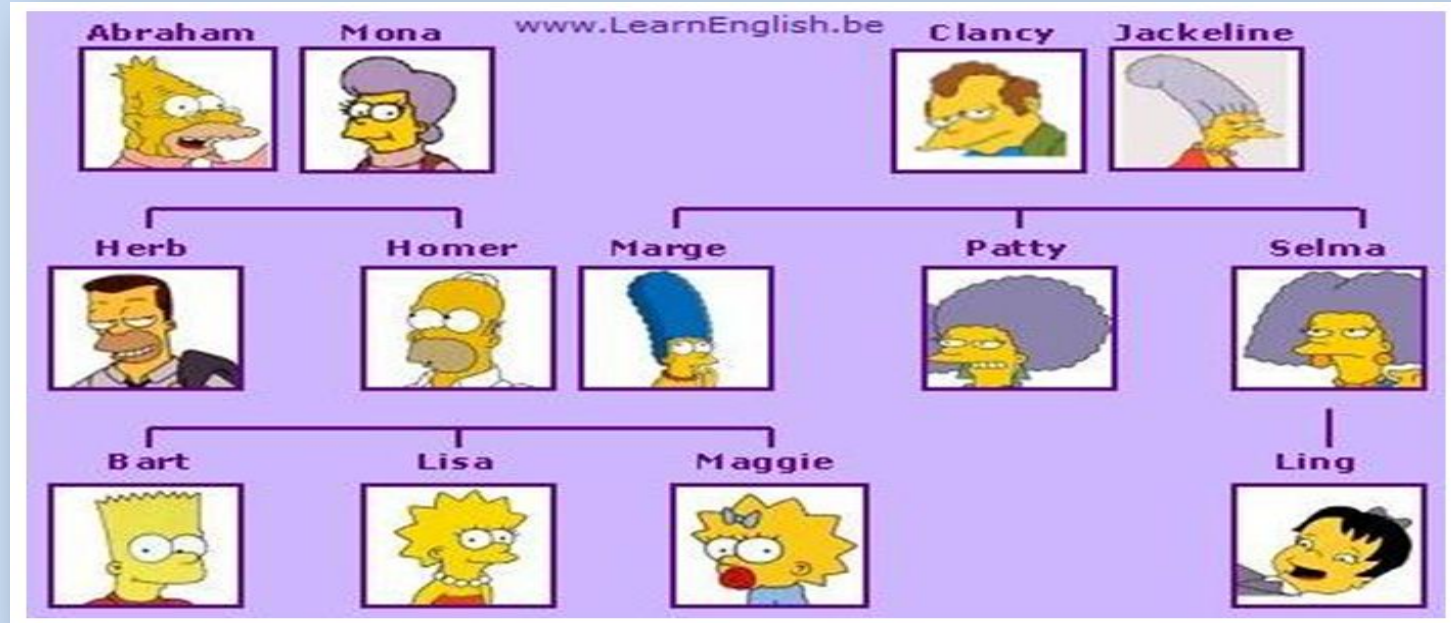 Abraham Mona www.LearnEnglish.be Clancy Jackeline
Herb Homer Marge Patty Selma
Bart Lisa Maggie Ling